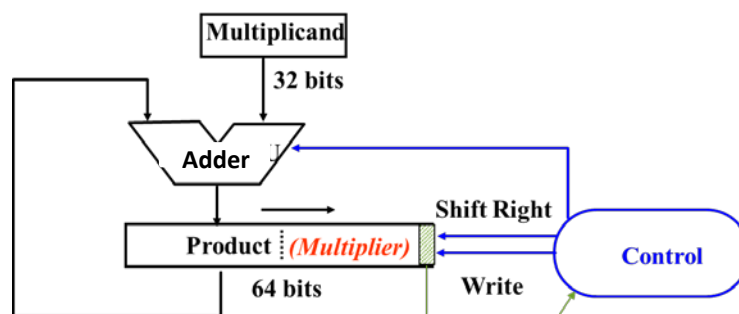 Multiplicand
32 bits
Adder
Shift Right
Product (Multiplier)
Control
64 bits
Write